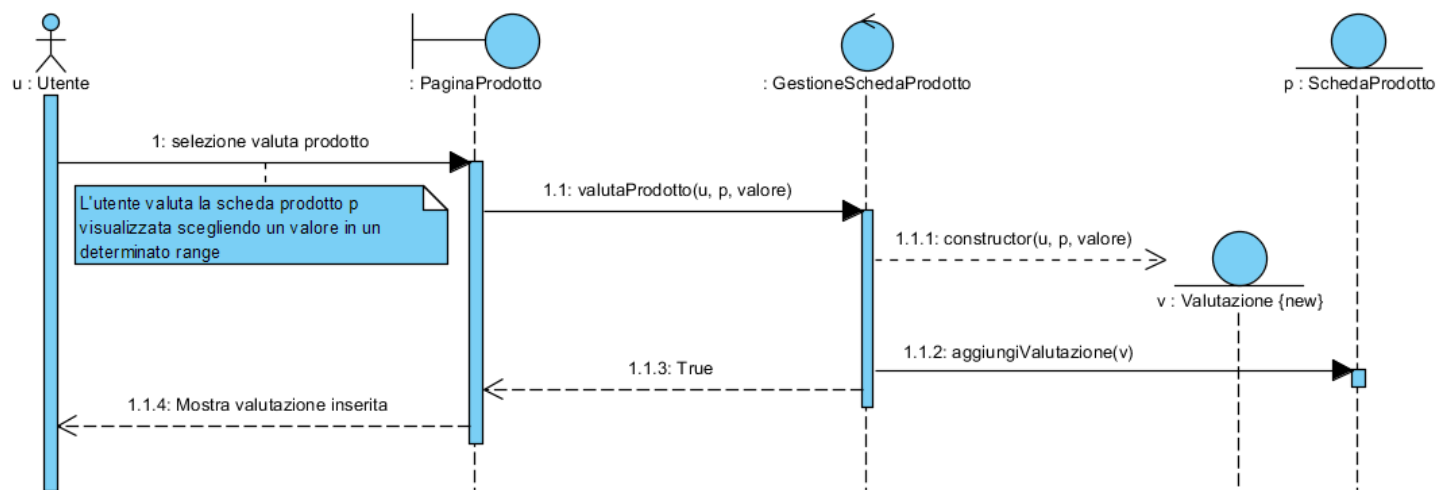 u : Utente
: PaginaProdotto
: GestioneSchedaProdotto
p : SchedaProdotto
1: selezione valuta prodotto
L'utente valuta la scheda prodotto p
visualizzata scegliendo un valore in un
determinato range
1.1: valutaProdotto(u, p, valore)
1.1.1: constructor(u, p, valore)
v : Valutazione {new}
1.1.2: aggiungiValutazione(v)
1.1.3: True
1.1.4: Mostra valutazione inserita